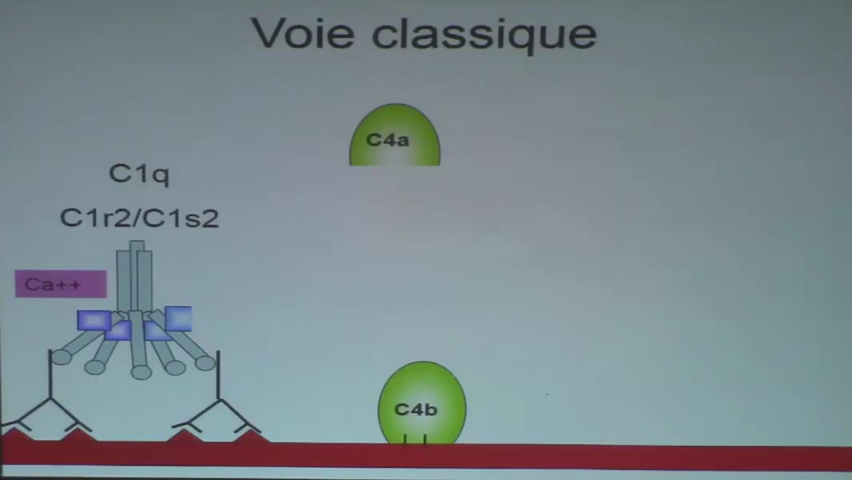 Voie classique
C4a
C1q
C1r2/C1s2
Ca++
C4b